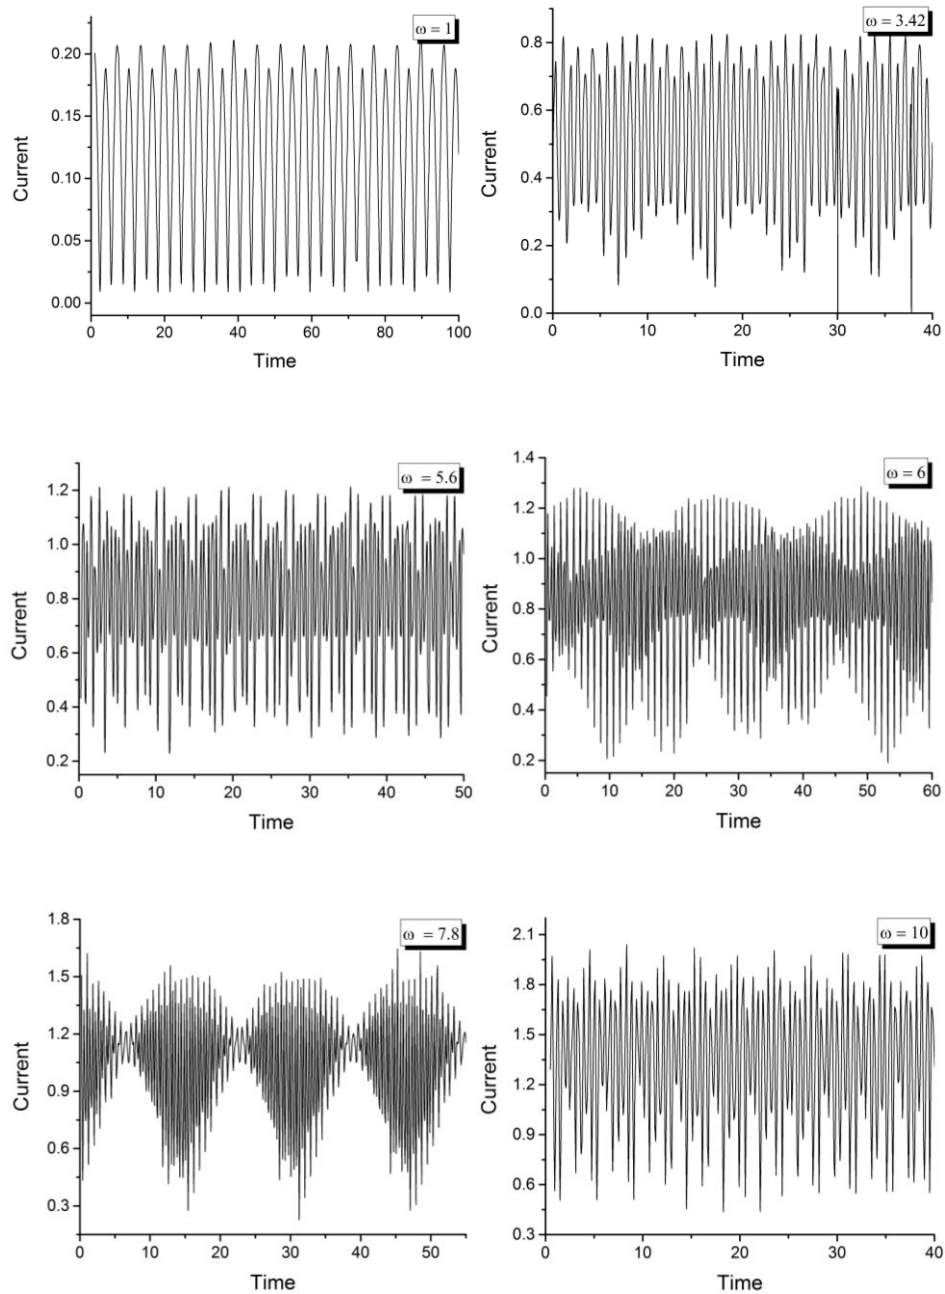 ω = 1
0.20
0.15
0.10
0.05
0.00
Current
0 20 40 60 80 100
Time
ω = 3.42
0.8
0.6
0.4
0.2
0.0
Current
0 10 20 30 40
Time
ω = 5.6
1.2
1.0
0.8
0.6
0.4
0.2
Current
0 10 20 30 40 50
Time
ω = 6
1.4
1.2
1.0
0.8
0.6
0.4
0.2
Current
0 10 20 30 40 50 60
Time
ω = 7.8
1.8
1.5
1.2
0.9
0.6
0.3
Current
0 10 20 30 40 50
Time
ω = 10
2.1
1.8
1.5
1.2
0.9
0.6
0.3
Current
0 10 20 30 40
Time